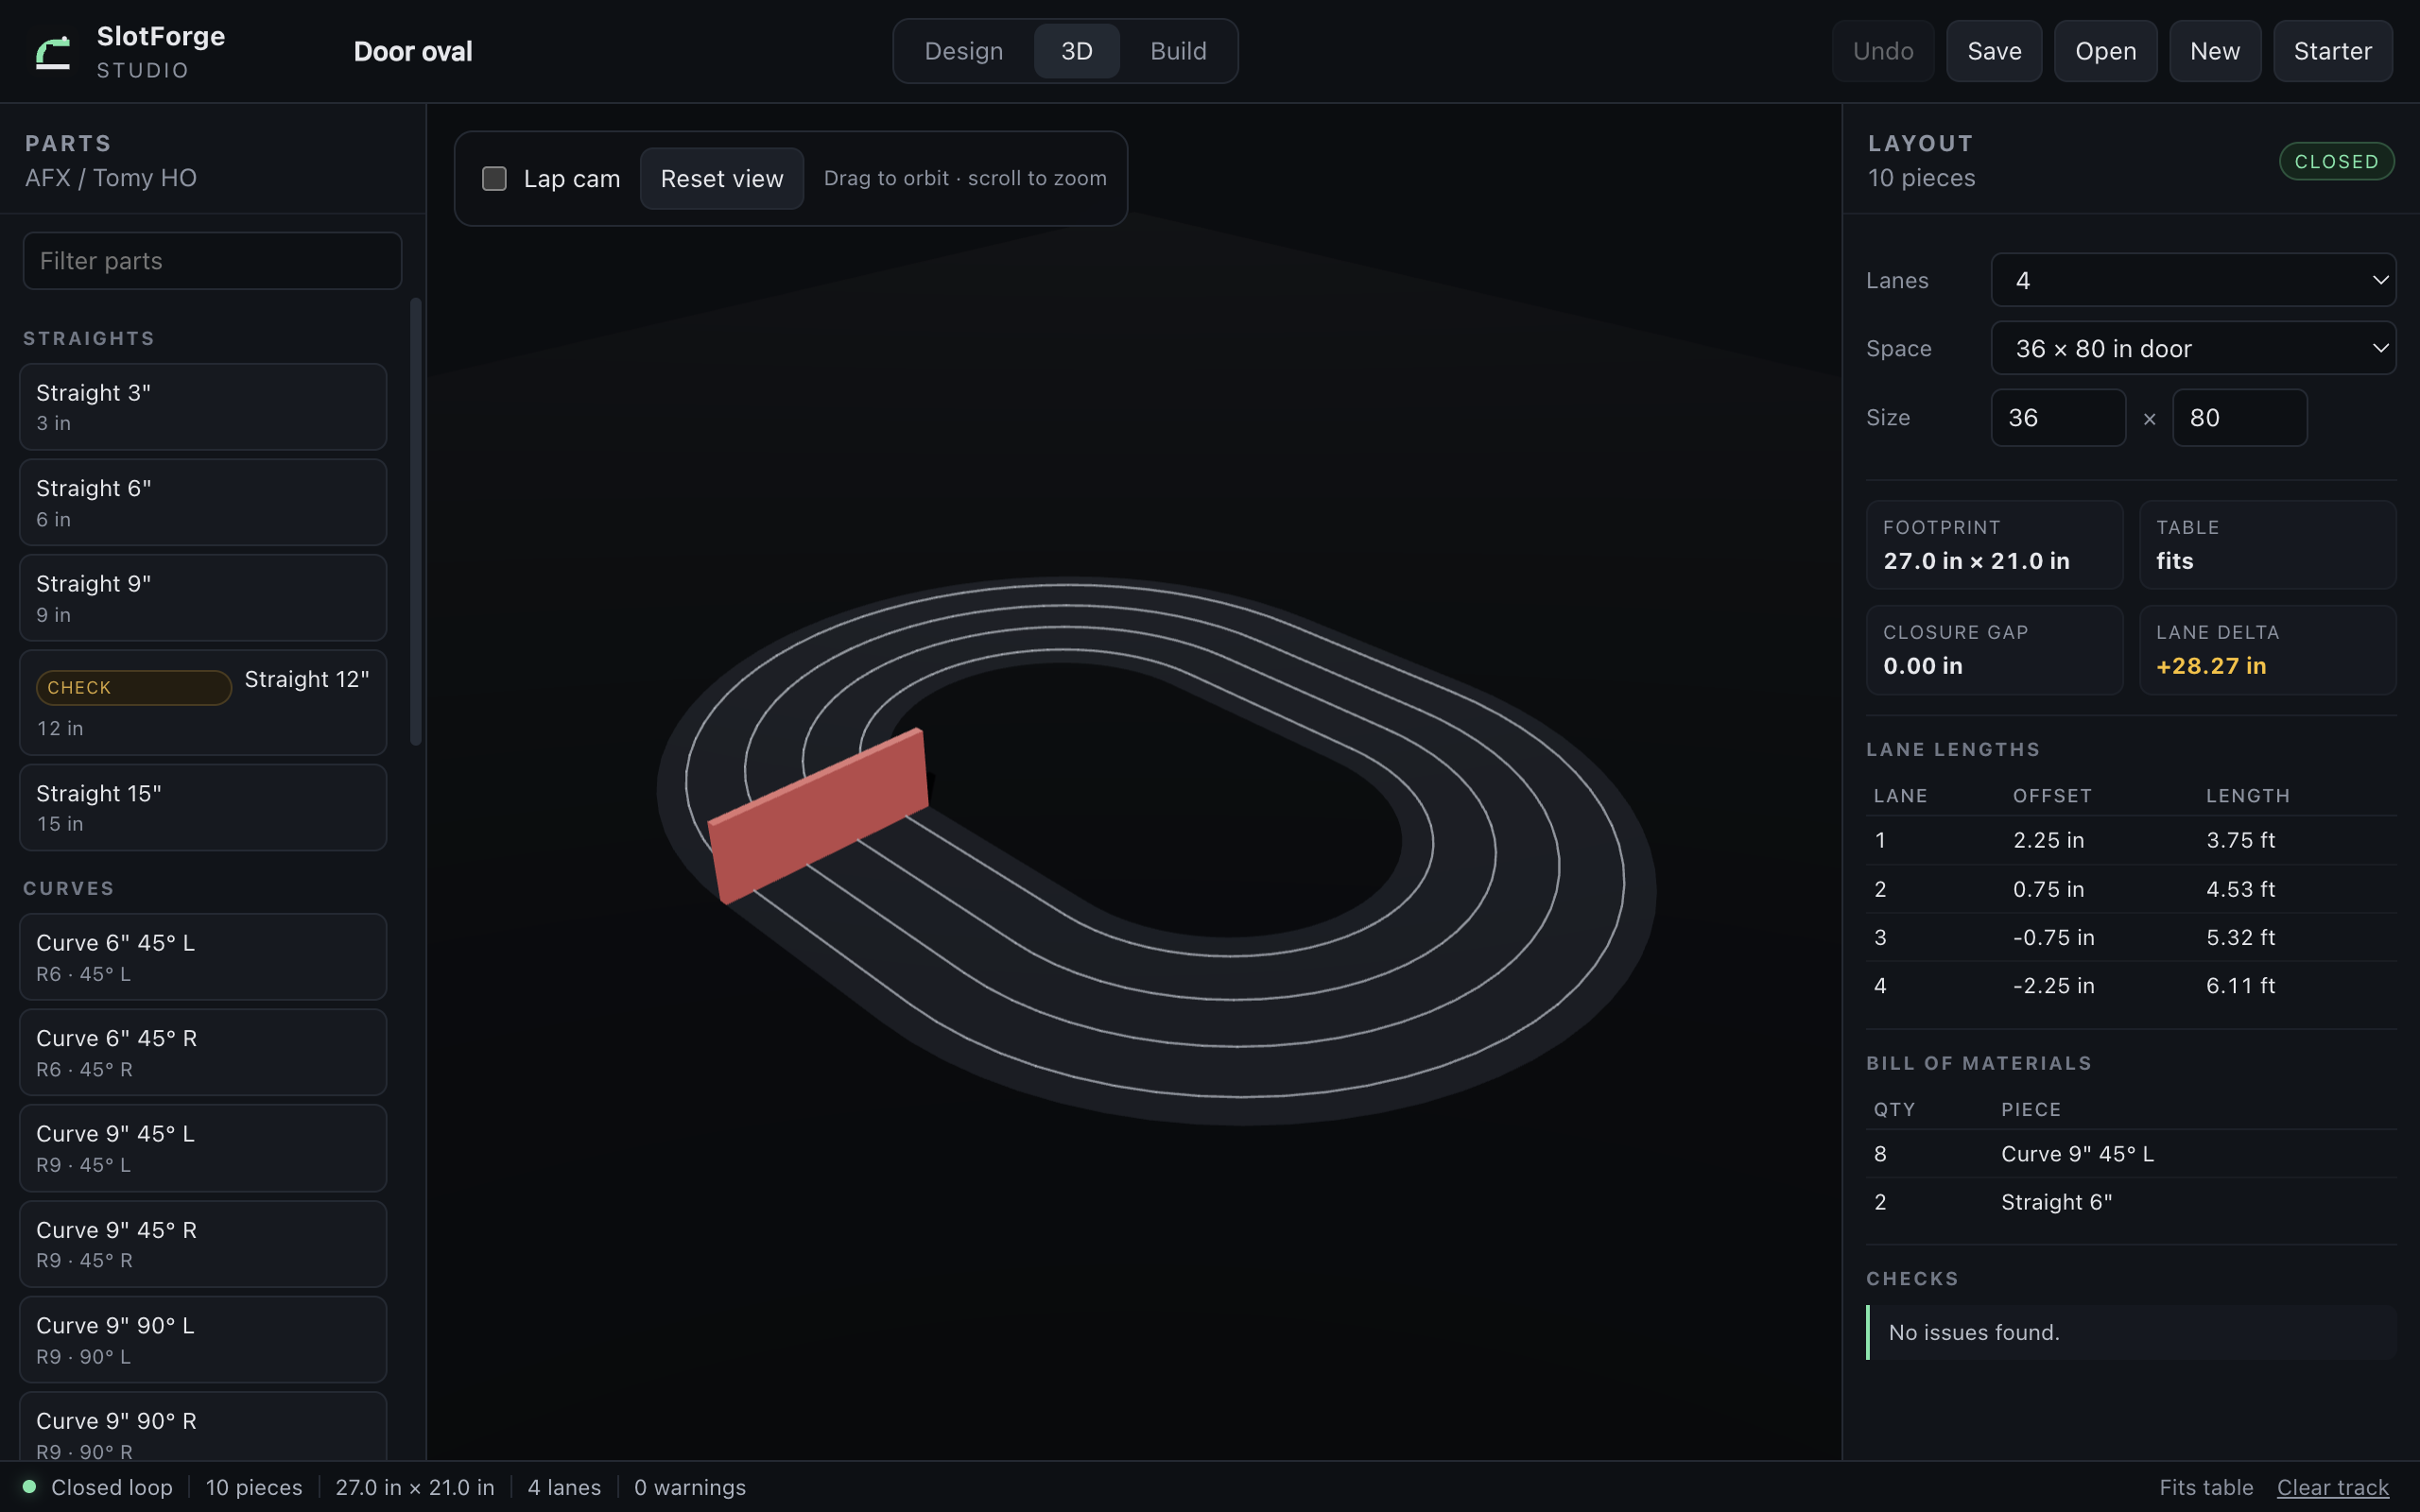 SlotForge
STUDIO
Door oval
Design
3D
Build
Undo
Save
Open
New
Starter
PARTS
AFX / Tomy HO
Filter parts
STRAIGHTS
Straight 3"
3 in
Straight 6"
6 in
Straight 9"
9 in
CHECK Straight 12"
12 in
Straight 15"
15 in
CURVES
Curve 6" 45° L
R6 · 45° L
Curve 6" 45° R
R6 · 45° R
Curve 9" 45° L
R9 · 45° L
Curve 9" 45° R
R9 · 45° R
Curve 9" 90° L
R9 · 90° L
Curve 9" 90° R
R9 · 90° R
Lap cam
Reset view
Drag to orbit · scroll to zoom
LAYOUT
10 pieces
CLOSED
Lanes 4
Space 36 × 80 in door
Size 36 × 80
FOOTPRINT
27.0 in × 21.0 in
TABLE
fits
CLOSURE GAP
0.00 in
LANE DELTA
+28.27 in
LANE LENGTHS
LANE OFFSET LENGTH
1 2.25 in 3.75 ft
2 0.75 in 4.53 ft
3 -0.75 in 5.32 ft
4 -2.25 in 6.11 ft
BILL OF MATERIALS
QTY PIECE
8 Curve 9" 45° L
2 Straight 6"
CHECKS
No issues found.
Closed loop
10 pieces
27.0 in × 21.0 in
4 lanes
0 warnings
Fits table
Clear track